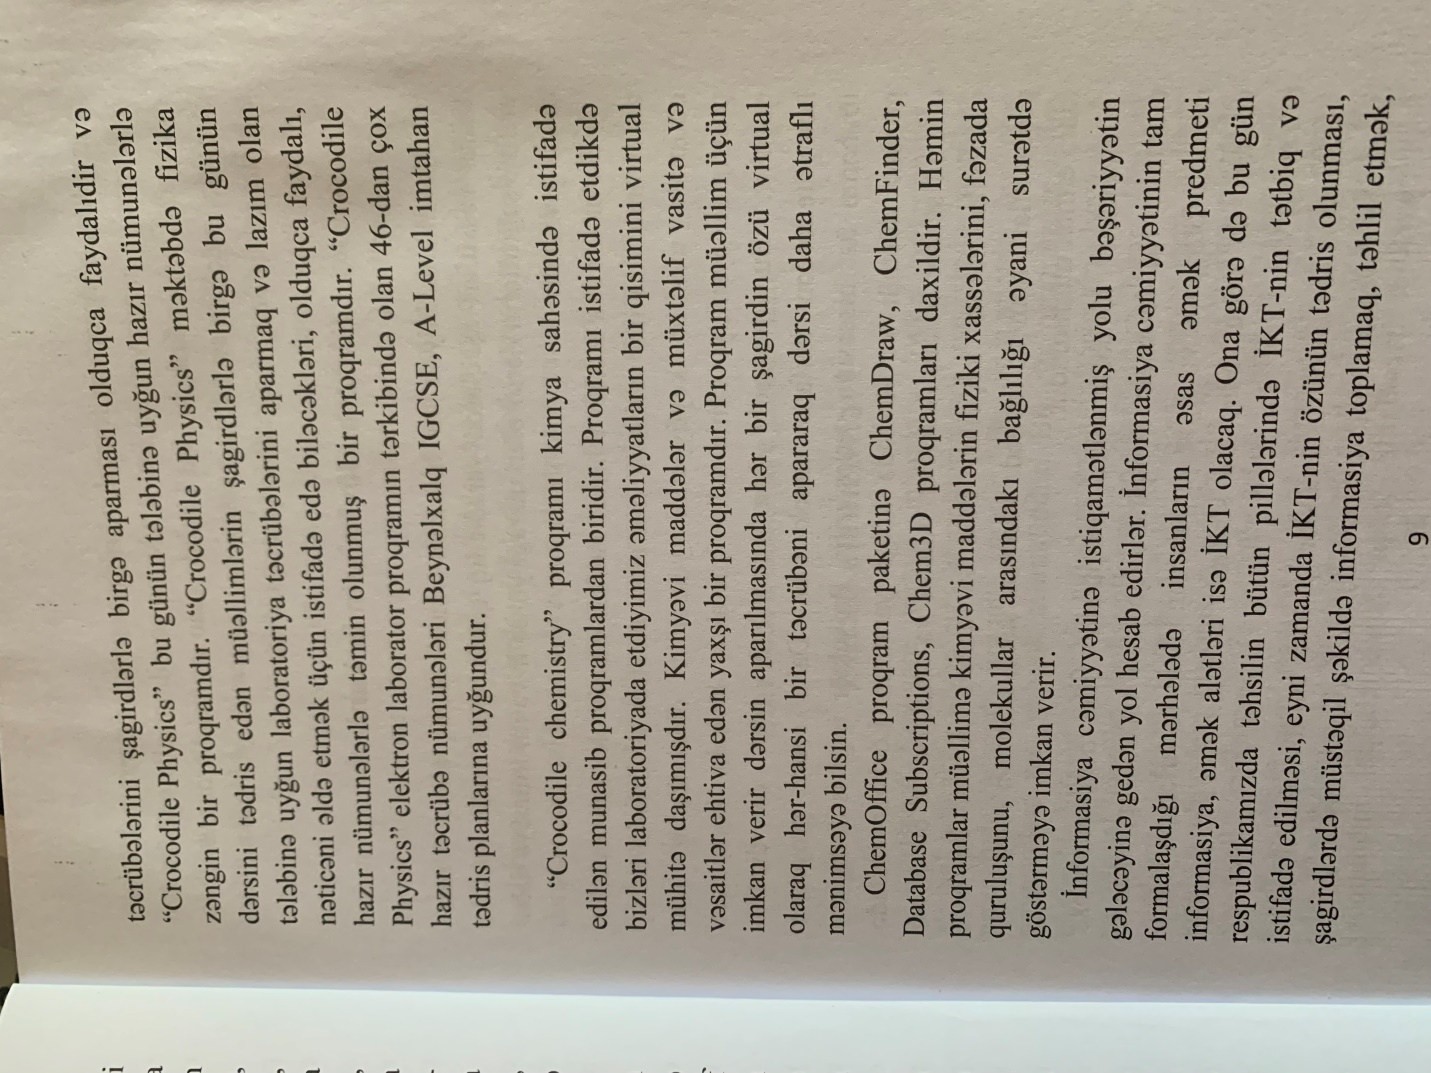 təcrübələrini şagirdlərlə birgə aparması olduqca faydalıdir və
“Crocodile Physics” bu günün tələbinə uyğun hazır nümunələrlə
zəngin bir proqramdır. “Crocodile Physics” məktəbdə fizika
dərsini tədris edən müəllimlərin şagirdlərlə birgə bu günün
tələbinə uyğun laboratoriya təcrübələrini aparmaq və lazım olan
nəticəni əldə etmək üçün istifadə edə biləcəkləri, olduqca faydalı,
hazır nümunələrlə təmin olunmuş bir proqramdır. “Crocodile
Physics” elektron laborator proqramın tərkibində olan 46-dan çox
hazır təcrübə nümunələri Beynəlxalq IGCSE, A-Level imtahan
tədris planlarına uyğundur.
“Crocodile chemistry” proqramı kimya sahəsində istifadə
edilən munasib proqramlardan biridir. Proqramı istifadə etdikdə
bizləri laboratoriyada etdiyimiz əməliyyatların bir qisimini virtual
mühitə daşımışdır. Kimyəvi maddələr və müxtəlif vasitə və
vəsaitlər ehtiva edən yaxşı bir proqramdır. Proqram müəllim üçün
imkan verir dərsin aparılmasında hər bir şagirdin özü virtual
olaraq hər-hansi bir təcrübəni apararaq dərsi daha ətraflı
mənimsəyə bilsin.
ChemOffice proqram paketinə ChemDraw, ChemFinder,
Database Subscriptions, Chem3D proqramları daxildir. Həmin
proqramlar müəllimə kimyəvi maddələrin fiziki xassələrini, fəzada
quruluşunu, molekullar arasındakı bağlılığı əyani surətdə
göstərməyə imkan verir.
İnformasiya cəmiyyətinə istiqamətlənmiş yolu bəşəriyyətin
gələcəyinə gedən yol hesab edirlər. İnformasiya cəmiyyətinin tam
formalaşdığı mərhələdə insanların əsas əmək predmeti
informasiya, əmək alətləri isə İKT olacaq. Ona görə də bu gün
respublikamızda təhsilin bütün pillələrində İKT-nin tətbiq və
istifadə edilməsi, eyni zamanda İKT-nin özünün tədris olunması,
şagirdlərdə müstəqil şəkildə informasiya toplamaq, təhlil etmək,
9